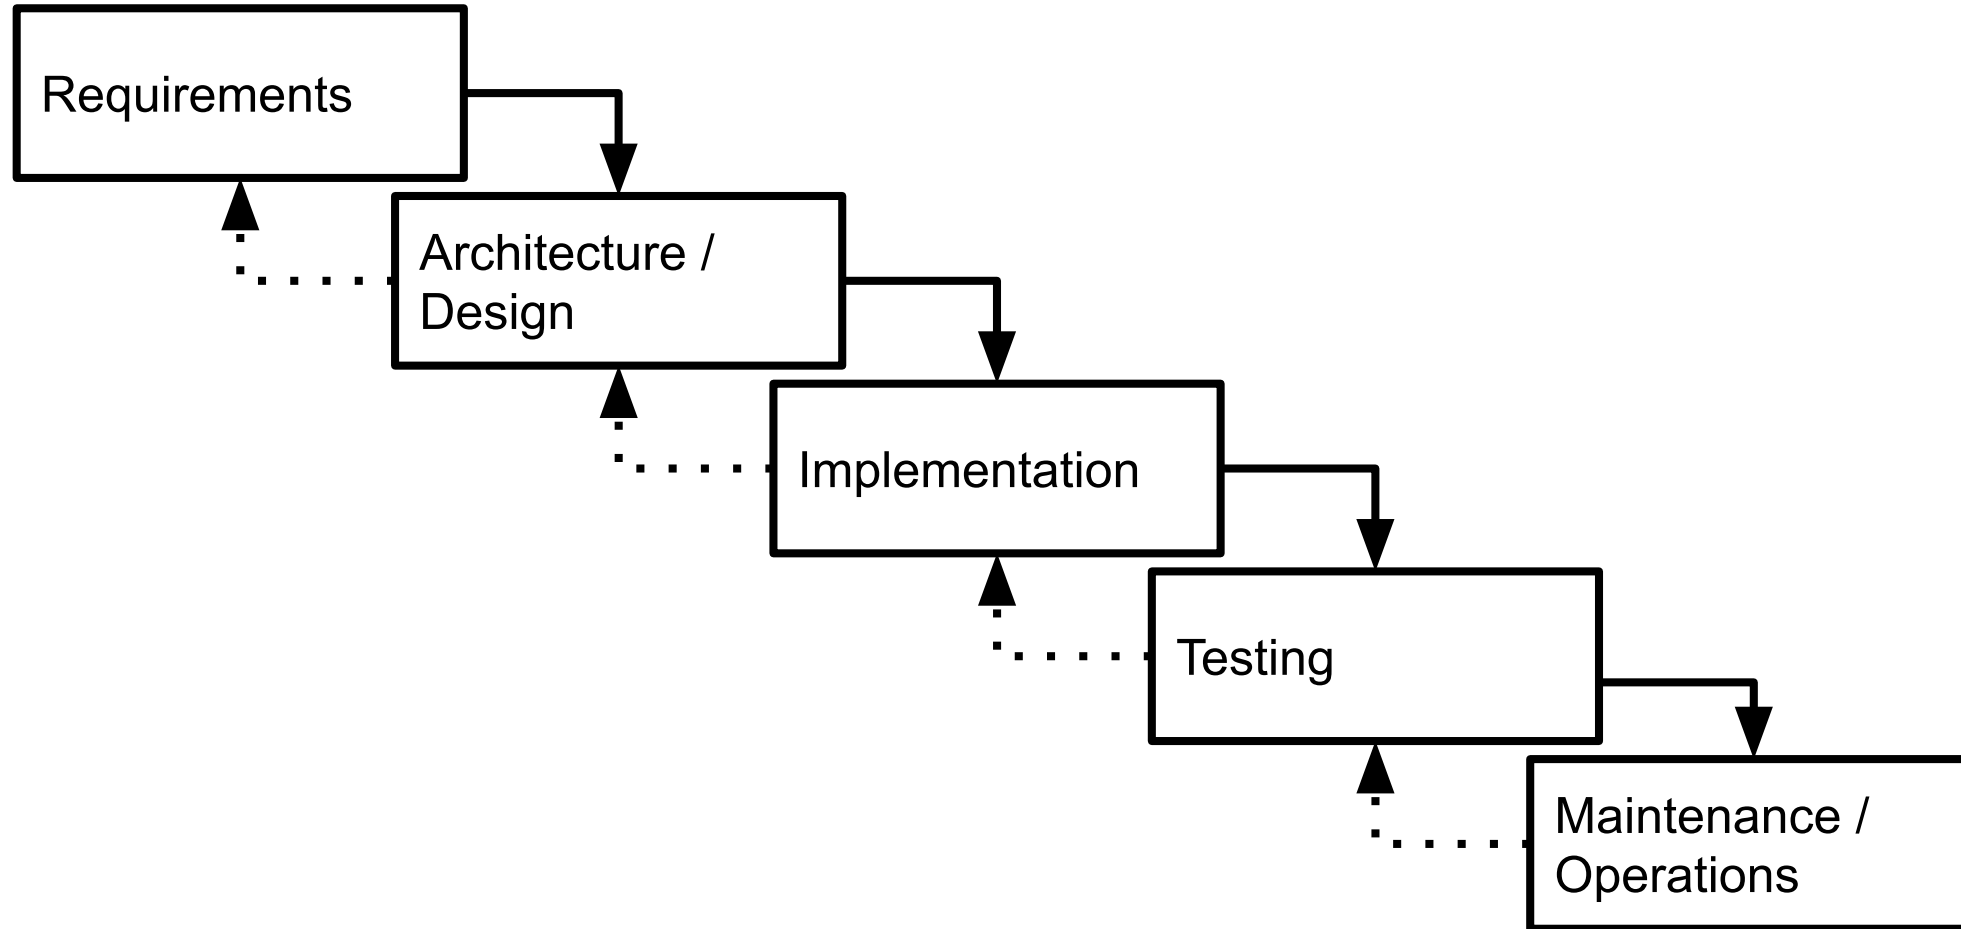 Requirements
Architecture /
Design
Implementation
Testing
Maintenance /
Operations